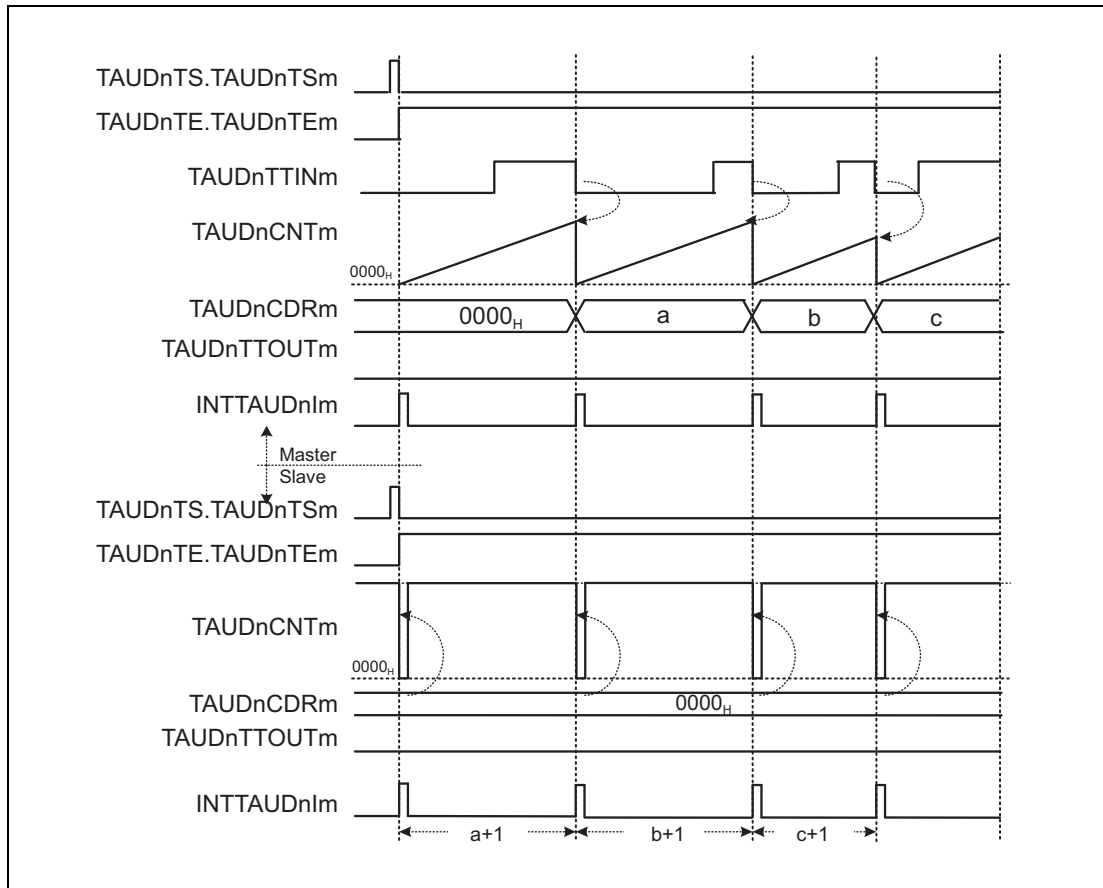 TAUDnTS.TAUDnTSm
TAUDnTE.TAUDnTEm
TAUDnTTINm
TAUDnCNTm
0000H
TAUDnCDRm
0000H a b c
TAUDnTTOUTm
INTTAUDnIm
Master
Slave
TAUDnTS.TAUDnTSm
TAUDnTE.TAUDnTEm
TAUDnCNTm
0000H
TAUDnCDRm
0000H
TAUDnTTOUTm
INTTAUDnIm
a+1 b+1 c+1